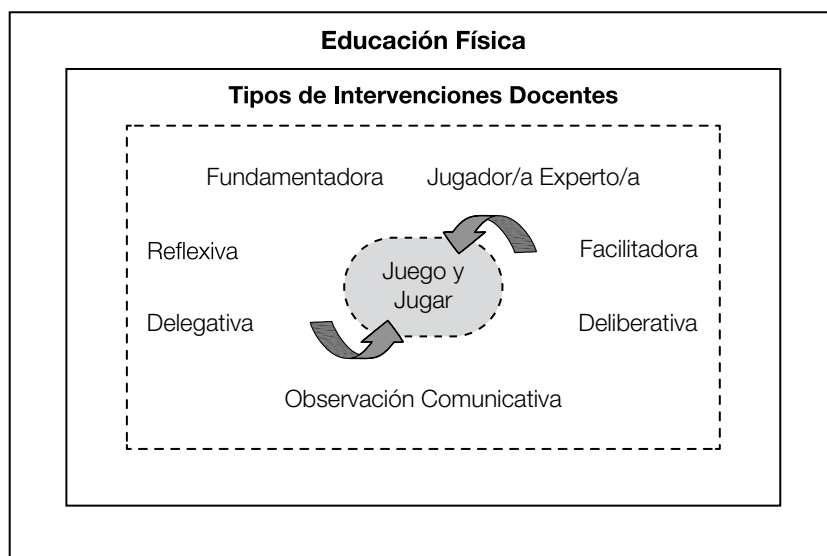 Educación Física
Tipos de Intervenciones Docentes
Fundamentadora
Jugador/a Experto/a
Reflexiva
Facilitadora
Juego y
Jugar
Delegativa
Deliberativa
Observación Comunicativa